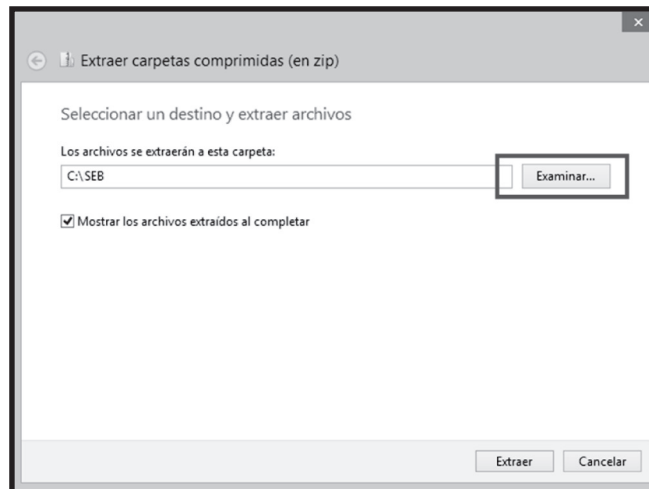 Extraer carpetas comprimidas (en zip)
Seleccionar un destino y extraer archivos
Los archivos se extraerán a esta carpeta:
C:\SEB
Examinar...
Mostrar los archivos extraídos al completar
Extraer
Cancelar